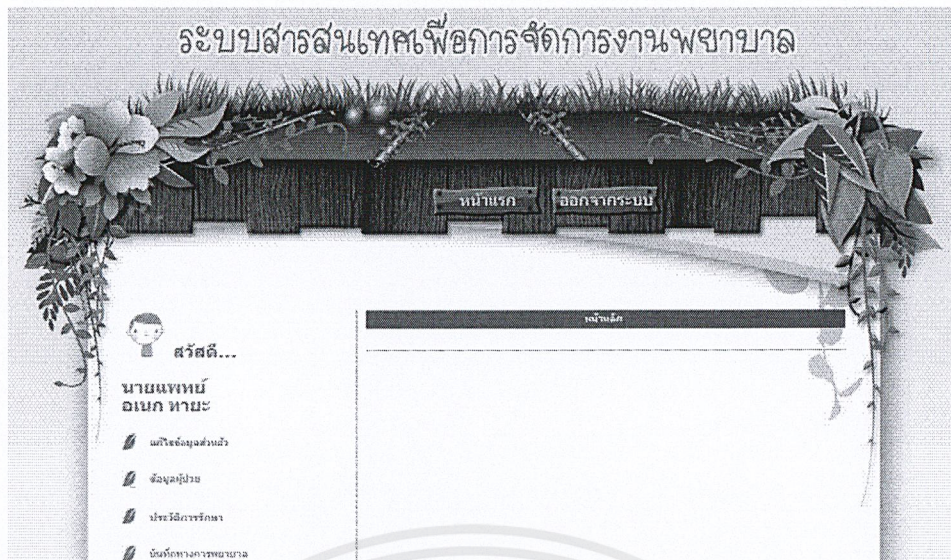 ระบบสารสนเทศเพื่อการจัดการงานพยาบาล
หน้าแรก ออกจากระบบ
หน้าหลัก
สวัสดี...
นายแพทย์
อเนก ทายะ
แก้ไขข้อมูลส่วนตัว
ข้อมูลผู้ป่วย
ประวัติการรักษา
บันทึกทางการพยาบาล